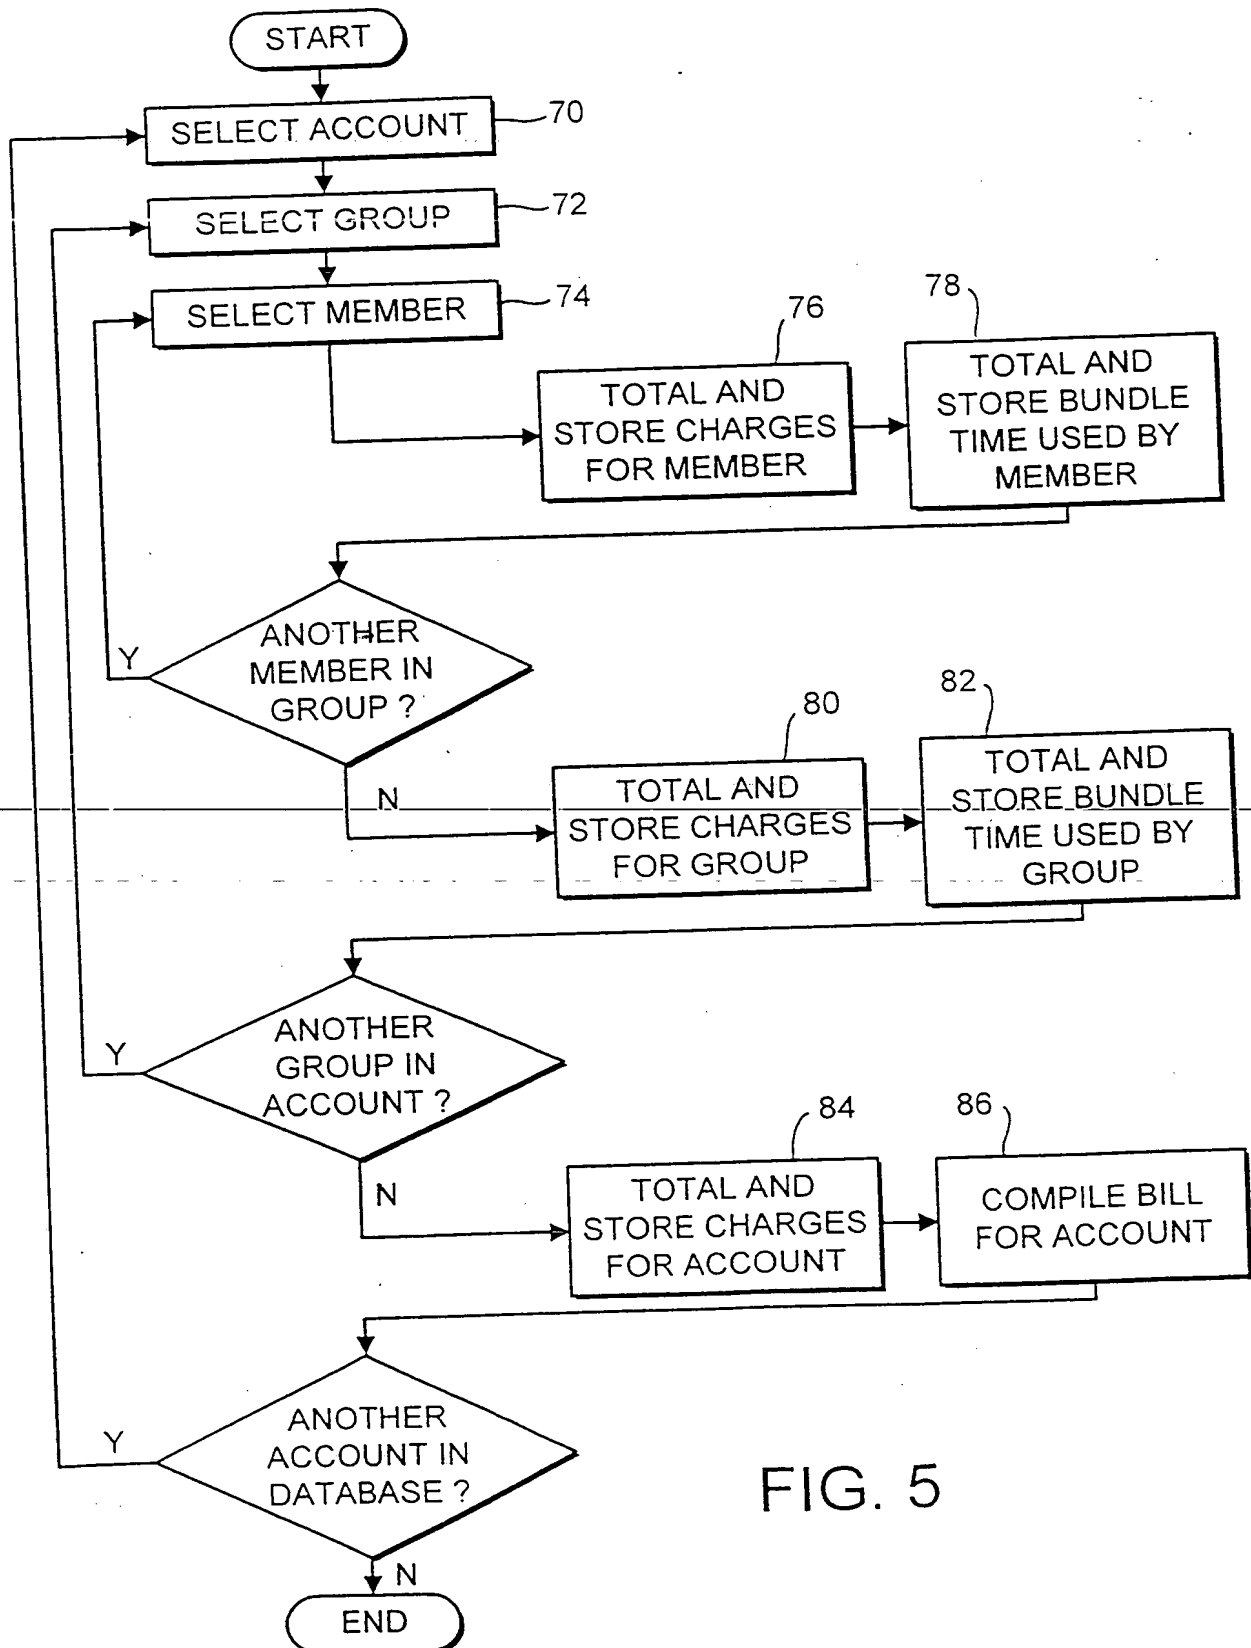 START
SELECT ACCOUNT
70
SELECT GROUP
72
SELECT MEMBER
74
76
TOTAL AND
STORE CHARGES
FOR MEMBER
78
TOTAL AND
STORE BUNDLE
TIME USED BY
MEMBER
ANOTHER
MEMBER IN
GROUP ?
Y
N
80
TOTAL AND
STORE CHARGES
FOR GROUP
82
TOTAL AND
STORE BUNDLE
TIME USED BY
GROUP
ANOTHER
GROUP IN
ACCOUNT ?
Y
N
84
TOTAL AND
STORE CHARGES
FOR ACCOUNT
86
COMPILE BILL
FOR ACCOUNT
ANOTHER
ACCOUNT IN
DATABASE ?
Y
N
END
FIG. 5